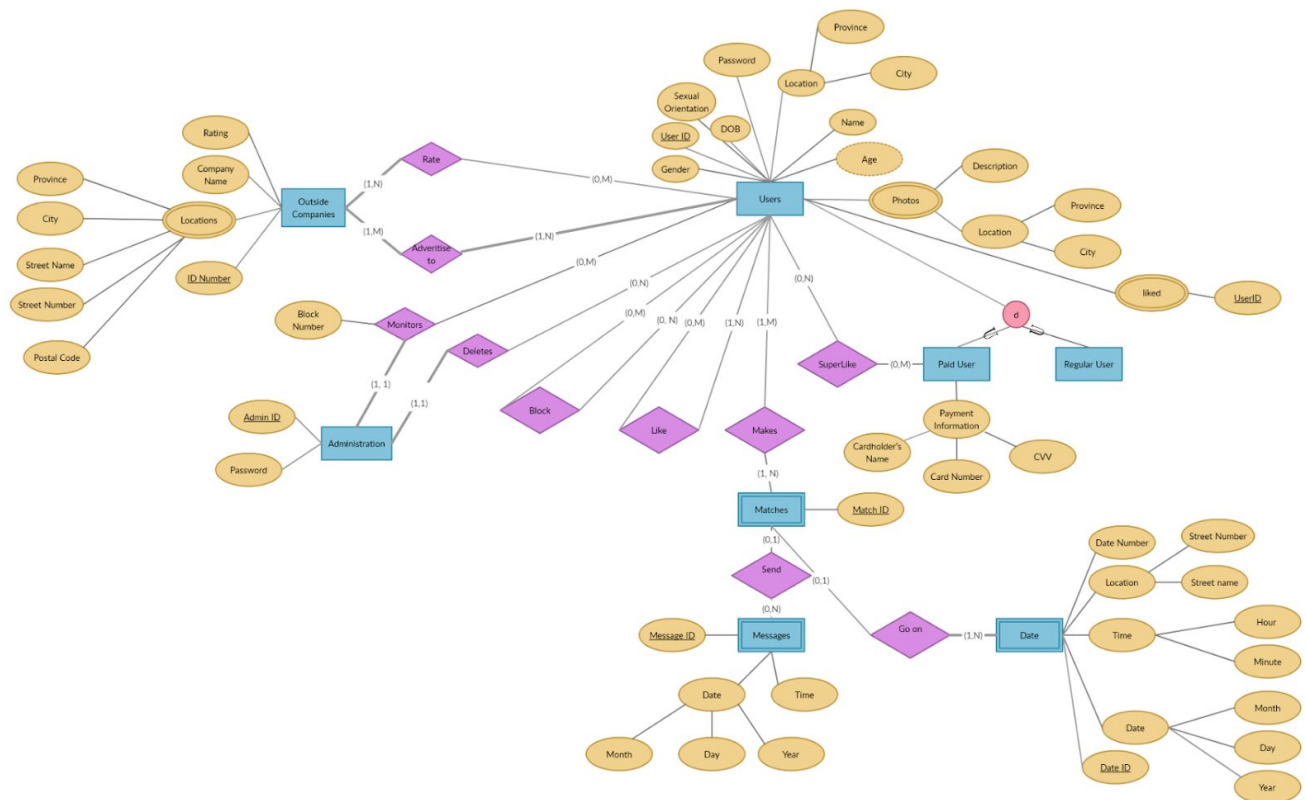 Province
Password
Location
City
Sexual
Orientation
DOB
Name
User ID
Age
Gender
Rating
Company
Name
Province
City
Locations
Outside
Companies
Street Name
ID Number
Street Number
Postal Code
Rate
(1,N)
(0,M)
Users
Photos
Description
Location
Province
City
(1,M)
Adveritise
to
(1,N)
(0,M)
(0,N)
(0,N)
liked
UserID
Block
Number
Monitors
Deletes
(0,M)
(0, N)
(0,M)
(1,N)
(1,M)
d
SuperLike
(0,M)
Paid User
Regular User
(1, 1)
(1,1)
Block
Like
Makes
Payment
Information
Admin ID
Administration
Password
Cardholder's
Name
CVV
Card Number
(1, N)
Matches
Match ID
(0,1)
Send
(0,1)
(0,N)
Date Number
Street Number
Location
Street name
Message ID
Messages
Go on
(1,N)
Date
Time
Hour
Minute
Date
Time
Month
Day
Year
Date
Month
Day
Date ID
Year